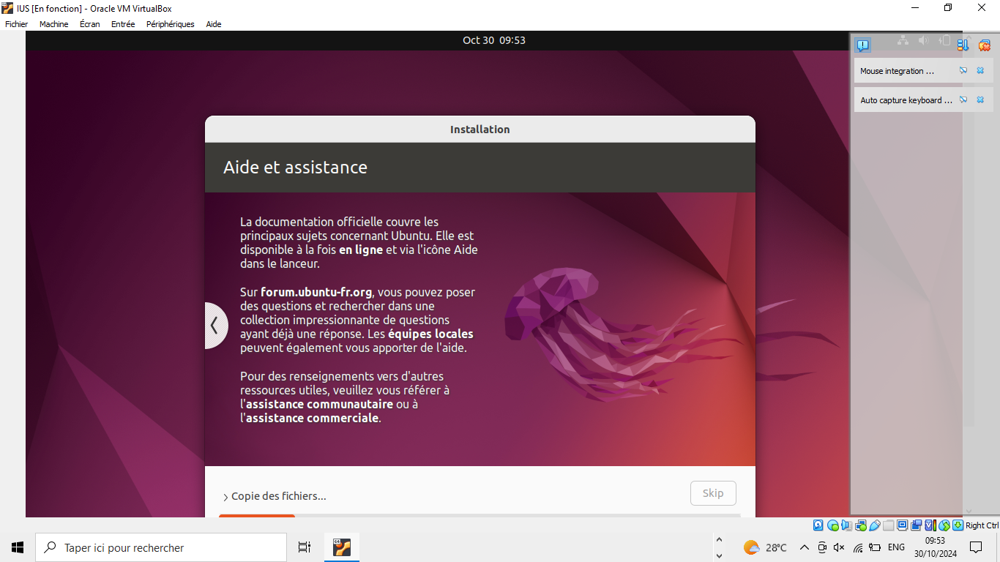 IUS [En fonction] - Oracle VM VirtualBox
Fichier Machine Écran Entrée Périphériques Aide
Oct 30 09:53
Mouse integration ...
Auto capture keyboard ...
Installation
Aide et assistance
La documentation officielle couvre les
principaux sujets concernant Ubuntu. Elle est
disponible à la fois en ligne et via l'icône Aide
dans le lanceur.
Sur forum.ubuntu-fr.org, vous pouvez poser
des questions et rechercher dans une
collection impressionnante de questions
ayant déjà une réponse. Les équipes locales
peuvent également vous apporter de l'aide.
Pour des renseignements vers d'autres
ressources utiles, veuillez vous référer à
l'assistance communautaire ou à
l'assistance commerciale.
Copie des fichiers...
Skip
Right Ctrl
Taper ici pour rechercher
28°C
ENG
09:53
30/10/2024